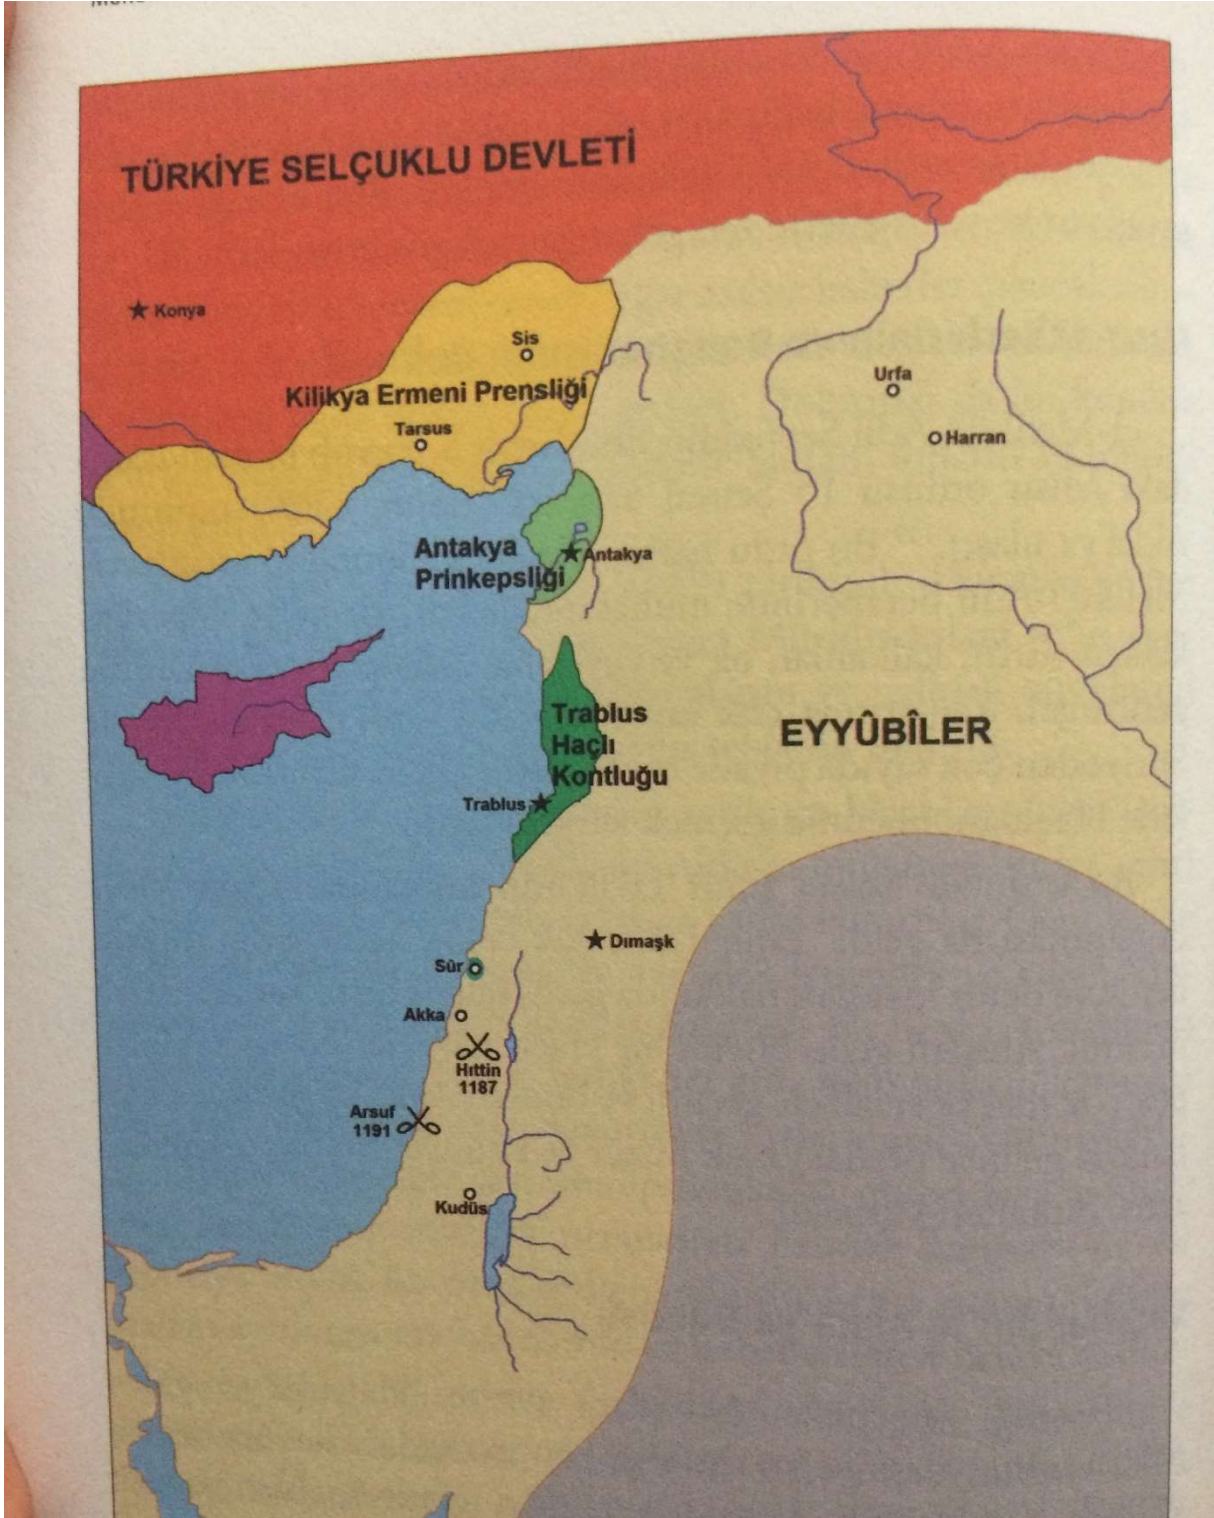 TÜRKİYE SELÇUKLU DEVLETİ
Konya
Sis
Kilikya Ermeni Prensliği
Tarsus
Urfa
Harran
Antakya
Prinkepsliği
Antakya
Trablus
Haçlı
Kontluğu
Trablus
EYYÛBÎLER
Dımaşk
Sûr
Akka
Hıttin
1187
Arsuf
1191
Kudüs